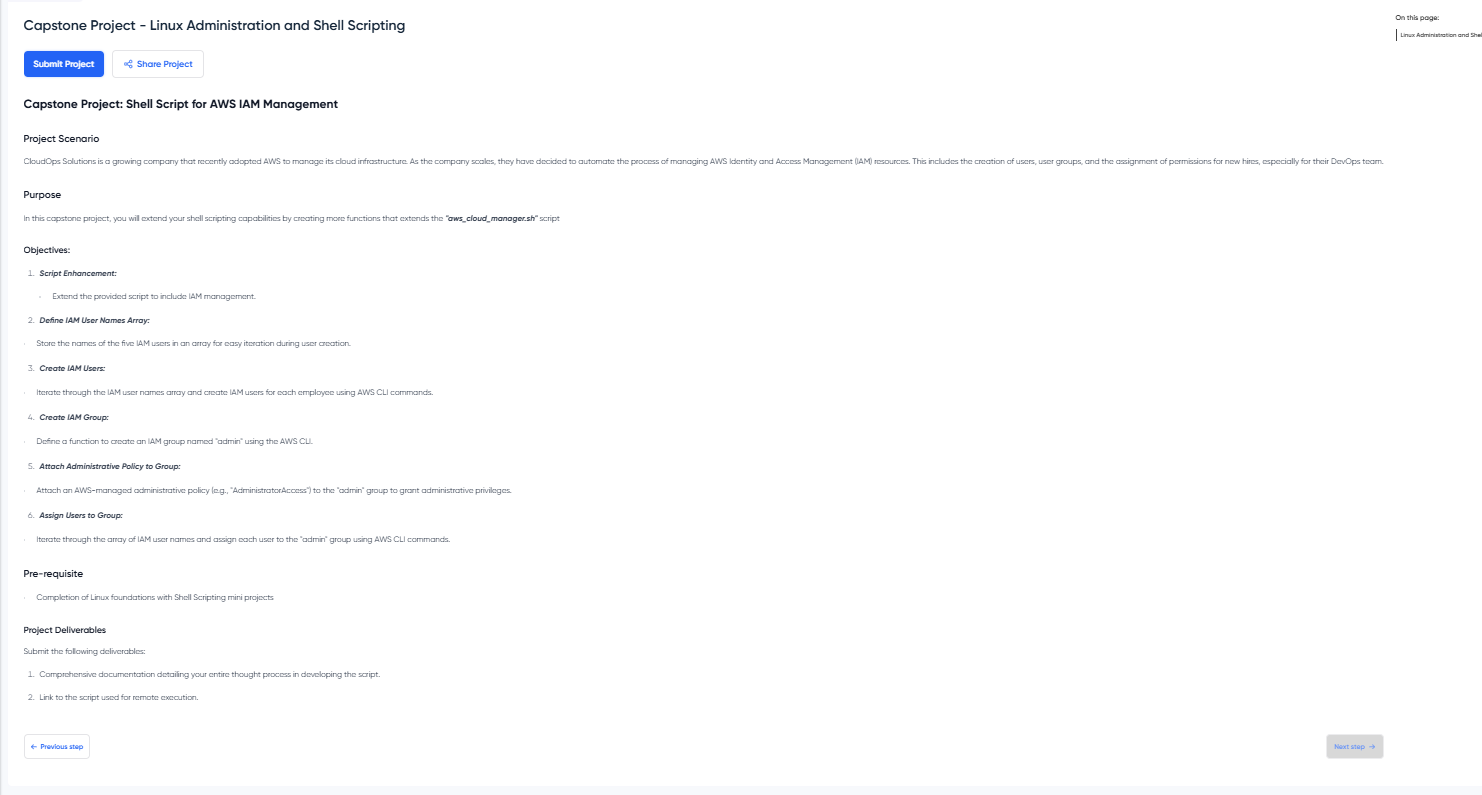 Capstone Project - Linux Administration and Shell Scripting
On this page:
Linux Administration and Shel
Submit Project
Share Project
Capstone Project: Shell Script for AWS IAM Management
Project Scenario
CloudOps Solutions is a growing company that recently adopted AWS to manage its cloud infrastructure. As the company scales, they have decided to automate the process of managing AWS Identity and Access Management (IAM) resources. This includes the creation of users, user groups, and the assignment of permissions for new hires, especially for their DevOps team.
Purpose
In this capstone project, you will extend your shell scripting capabilities by creating more functions that extends the "aws_cloud_manager.sh" script
Objectives:
1. Script Enhancement:
· Extend the provided script to include IAM management.
2. Define IAM User Names Array:
· Store the names of the five IAM users in an array for easy iteration during user creation.
3. Create IAM Users:
· Iterate through the IAM user names array and create IAM users for each employee using AWS CLI commands.
4. Create IAM Group:
· Define a function to create an IAM group named "admin" using the AWS CLI.
5. Attach Administrative Policy to Group:
· Attach an AWS-managed administrative policy (e.g., "AdministratorAccess") to the "admin" group to grant administrative privileges.
6. Assign Users to Group:
· Iterate through the array of IAM user names and assign each user to the "admin" group using AWS CLI commands.
Pre-requisite
· Completion of Linux foundations with Shell Scripting mini projects
Project Deliverables
Submit the following deliverables:
1. Comprehensive documentation detailing your entire thought process in developing the script.
2. Link to the script used for remote execution.
← Previous step
Next step →